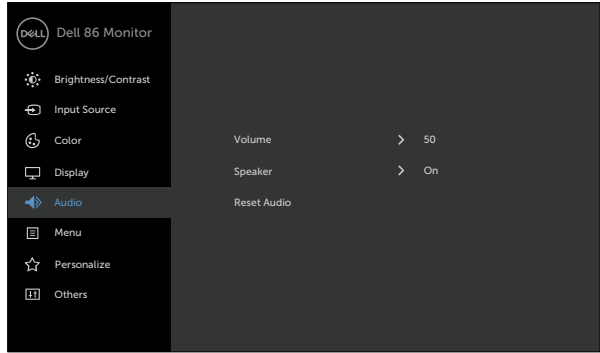 DELL Dell 86 Monitor
Brightness/Contrast
Input Source
Color
Volume 50
Display
Speaker On
Audio
Reset Audio
Menu
Personalize
Others